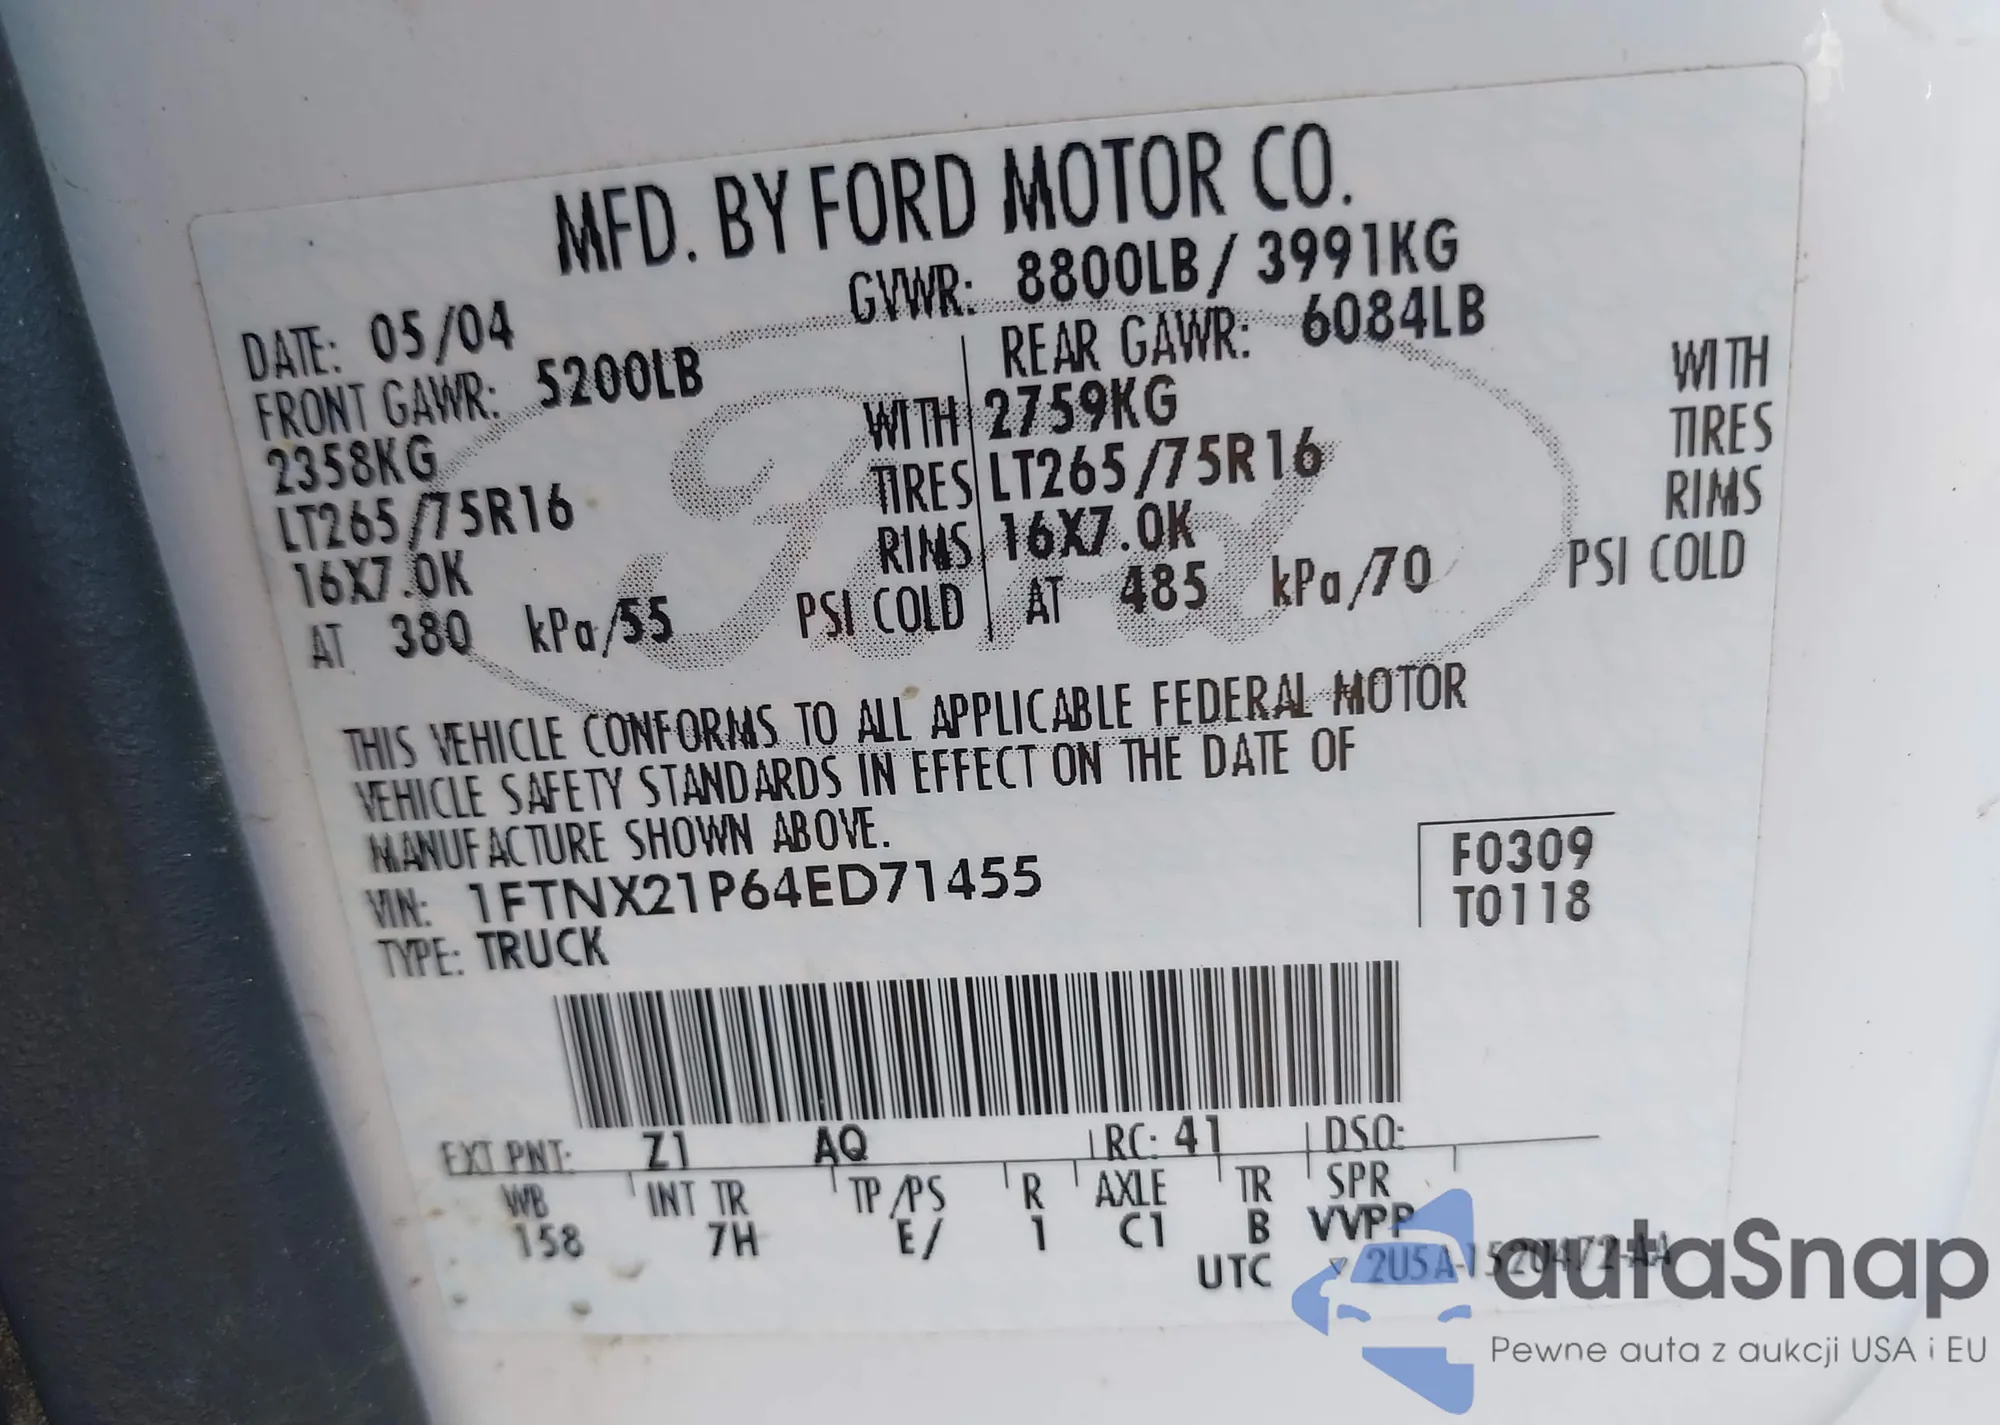 MFD. BY FORD MOTOR CO.
DATE: 05/04 GVWR: 8800LB / 3991KG
FRONT GAWR: 5200LB REAR GAWR: 6084LB
2358KG WITH 2759KG WITH
LT265/75R16 TIRES LT265/75R16 TIRES
16X7.0K RIMS 16X7.0K RIMS
AT 380 kPa/55 PSI COLD AT 485 kPa/70 PSI COLD
Ford
THIS VEHICLE CONFORMS TO ALL APPLICABLE FEDERAL MOTOR
VEHICLE SAFETY STANDARDS IN EFFECT ON THE DATE OF
MANUFACTURE SHOWN ABOVE.
VIN: 1FTNX21P64ED71455
TYPE: TRUCK
F0309
T0118
EXT PNT: Z1 AQ RC: 41 DSO:
WB INT TR TP/PS R AXLE TR SPR
158 7H E/ 1 C1 B VVPP
UTC 2U5A-1520472-AA
autaSnap
Pewne auta z aukcji USA i EU